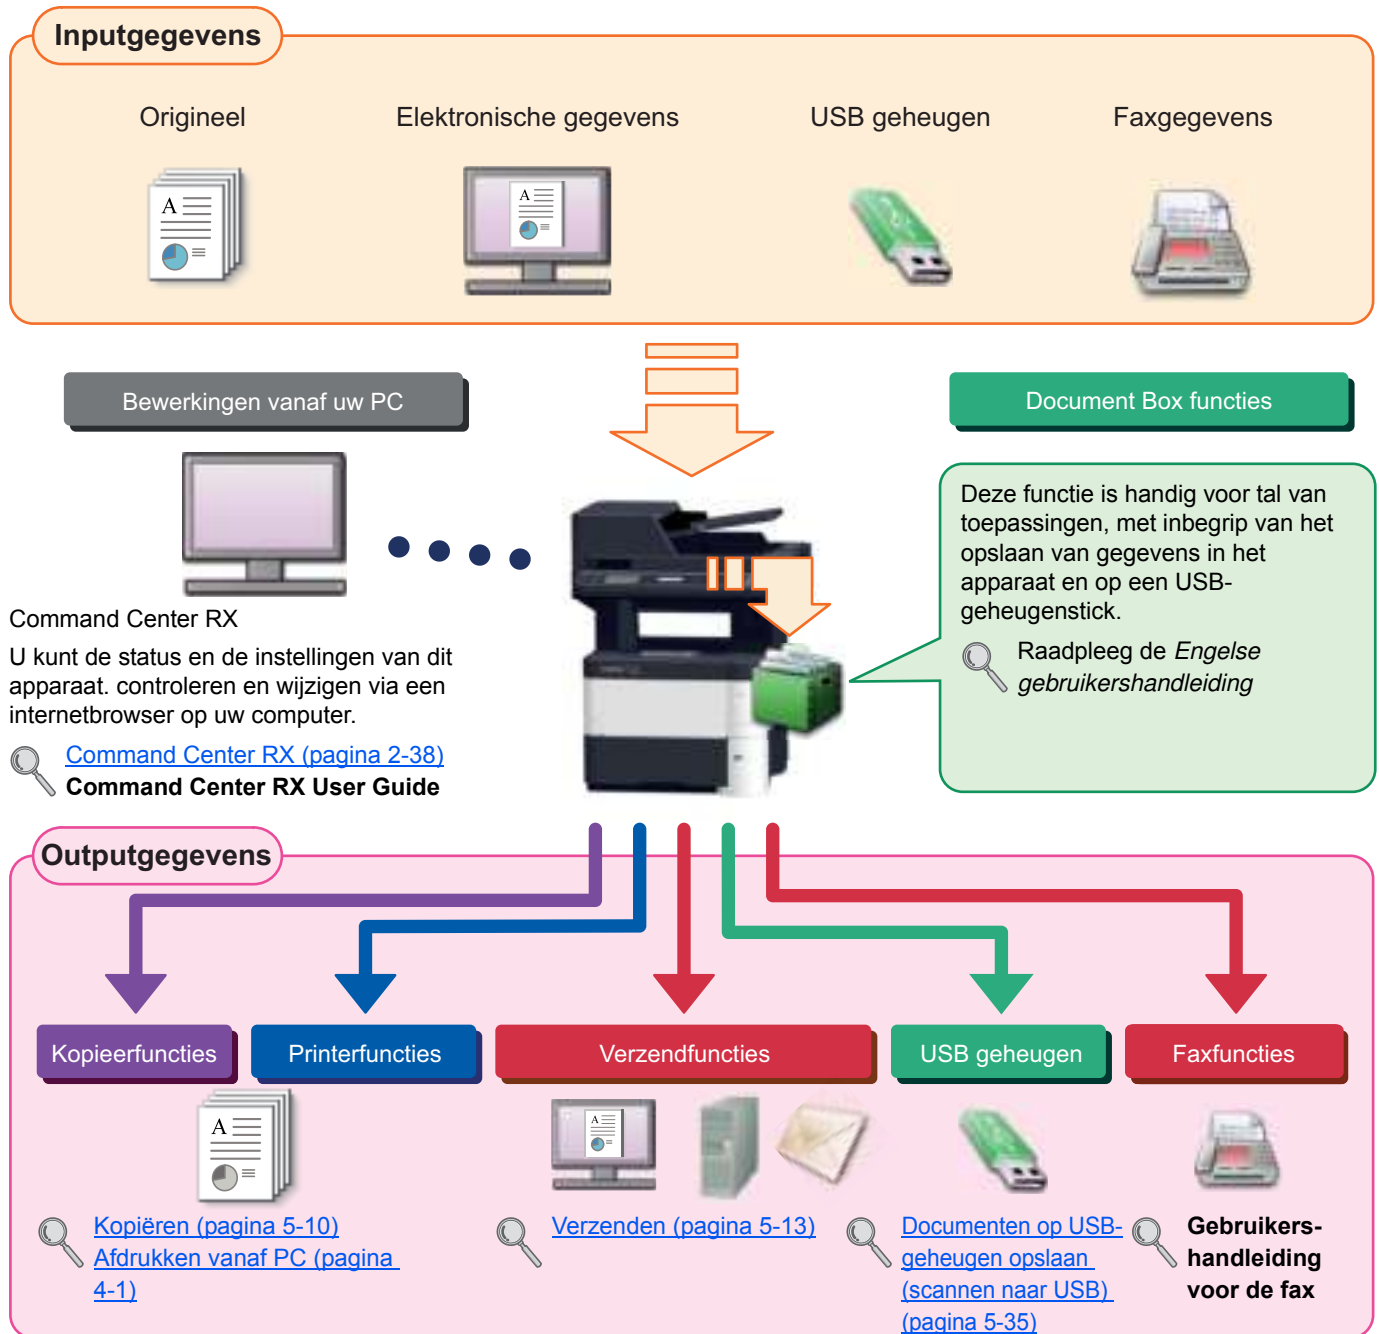 Inputgegevens
Origineel
Elektronische gegevens
USB geheugen
Faxgegevens
Bewerkingen vanaf uw PC
Command Center RX
U kunt de status en de instellingen van dit
apparaat. controleren en wijzigen via een
internetbrowser op uw computer.
Command Center RX (pagina 2-38)
Command Center RX User Guide
Document Box functies
Deze functie is handig voor tal van
toepassingen, met inbegrip van het
opslaan van gegevens in het
apparaat en op een USB-
geheugenstick.
Raadpleeg de Engelse
gebruikershandleiding
Outputgegevens
Kopieerfuncties
Printerfuncties
Verzendfuncties
USB geheugen
Faxfuncties
Kopiëren (pagina 5-10)
Afdrukken vanaf PC (pagina
4-1)
Verzenden (pagina 5-13)
Documenten op USB-
geheugen opslaan
(scannen naar USB)
(pagina 5-35)
Gebruikers-
handleiding
voor de fax